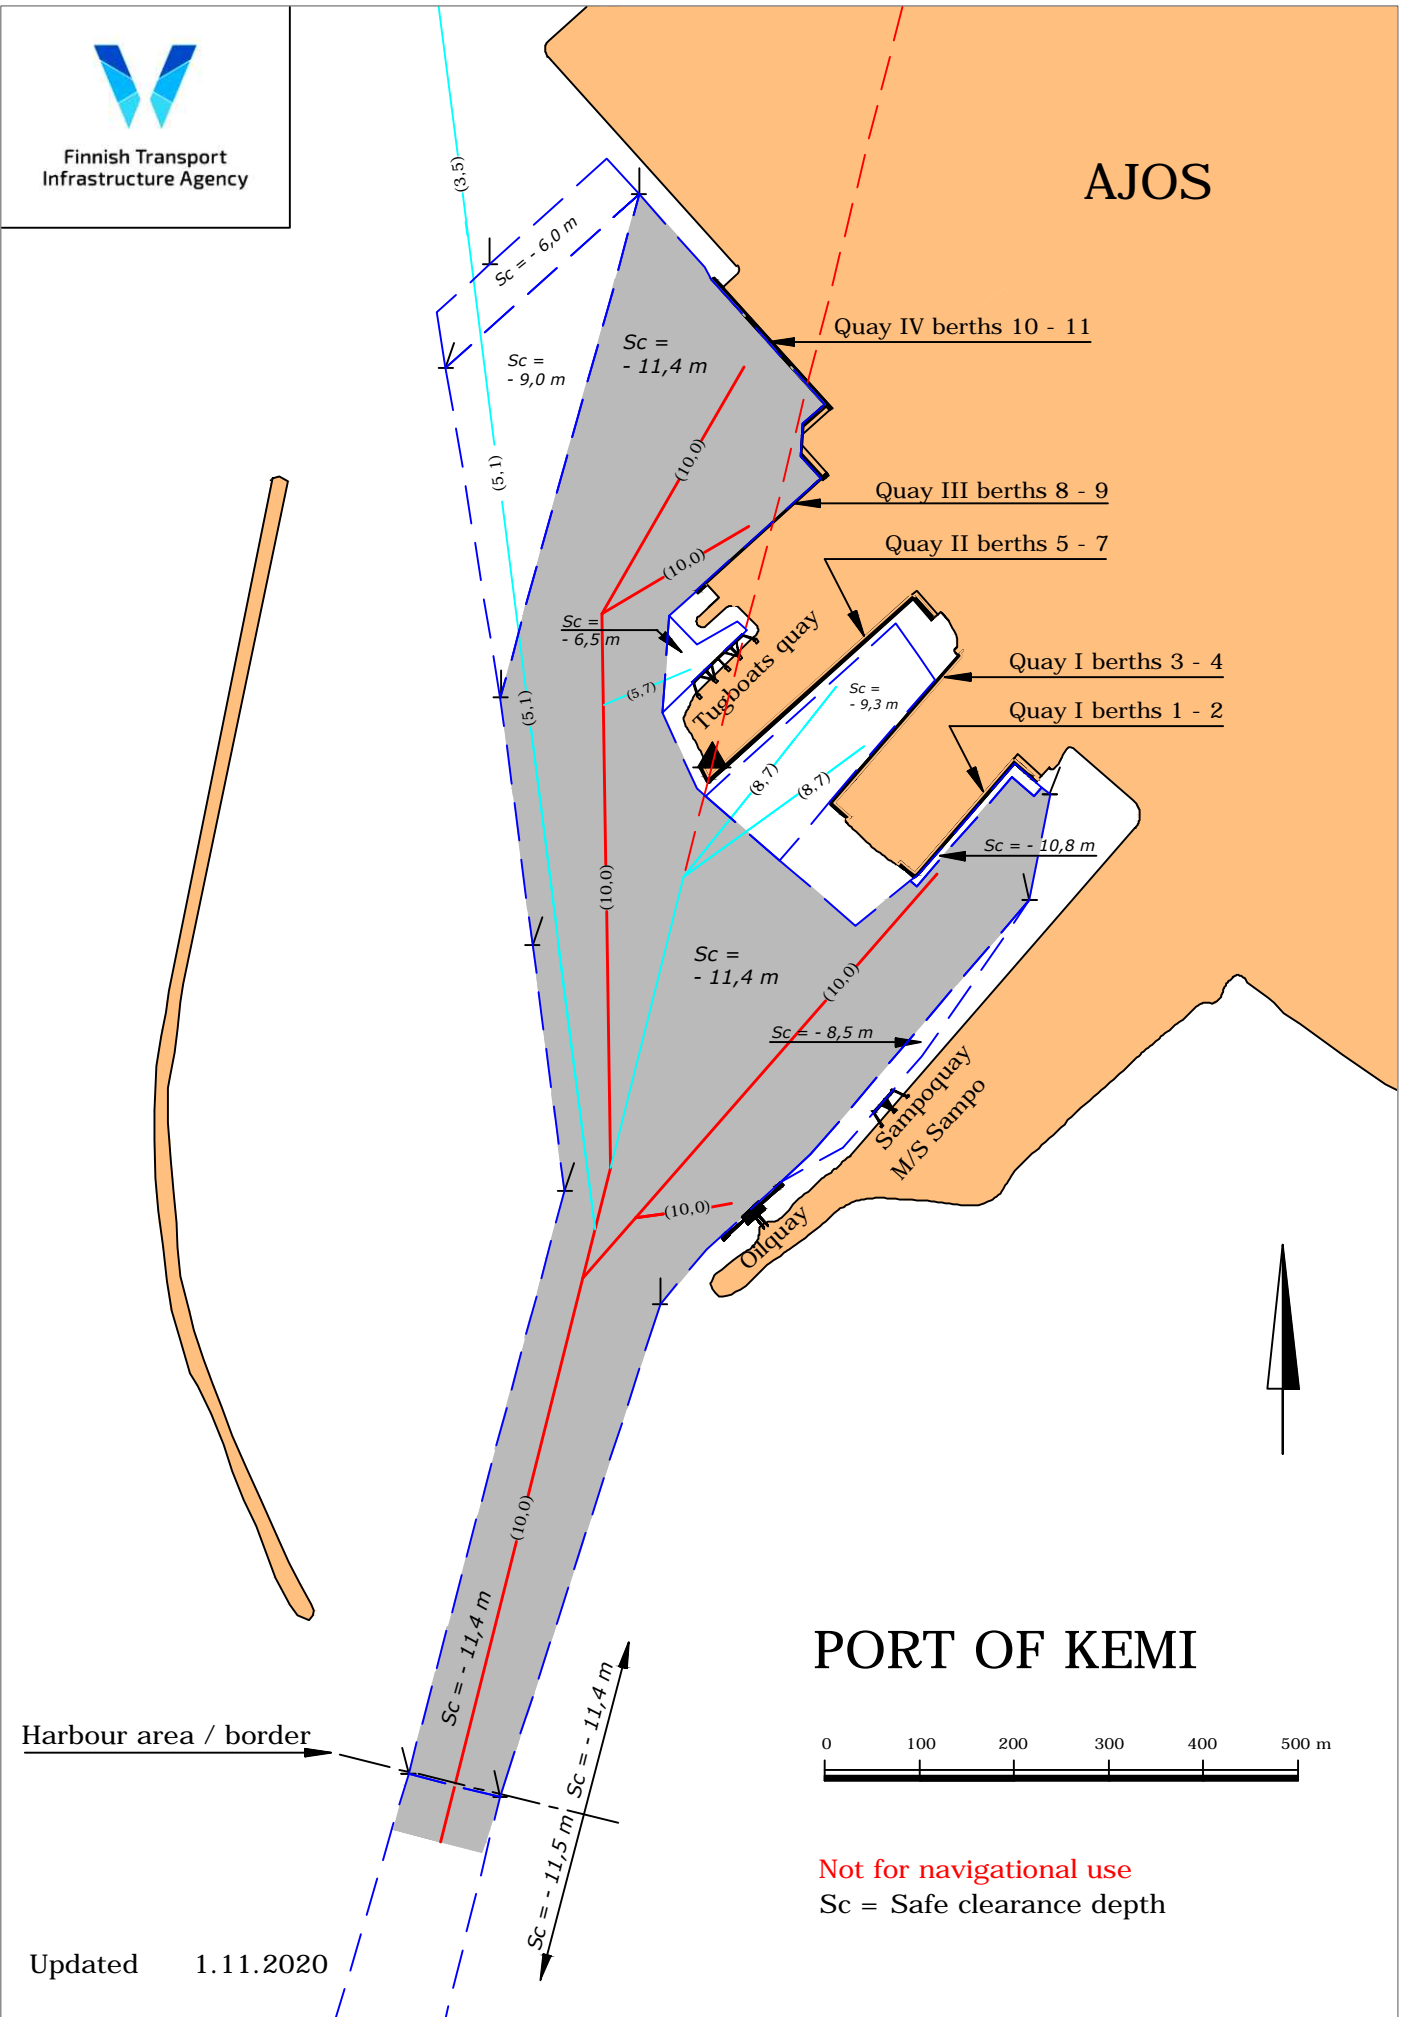 Finnish Transport
Infrastructure Agency
AJOS
(3,5)
Sc = - 6,0 m
Quay IV berths 10 - 11
Sc =
- 11,4 m
Sc =
- 9,0 m
(10,0)
(5,1)
Quay III berths 8 - 9
Quay II berths 5 - 7
(10,0)
Sc =
- 6,5 m
Tugboats quay
Quay I berths 3 - 4
(5,7)
Sc =
- 9,3 m
(5,1)
Quay I berths 1 - 2
(8,7)
(8,7)
Sc = - 10,8 m
(10,0)
Sc =
- 11,4 m
(10,0)
Sc = - 8,5 m
Sampoquay
M/S Sampo
(10,0)
Oilquay
(10,0)
Sc = - 11,4 m
PORT OF KEMI
Sc = - 11,4 m
Harbour area / border
0 100 200 300 400 500 m
Sc = - 11,5 m
Not for navigational use
Sc = Safe clearance depth
Updated 1.11.2020